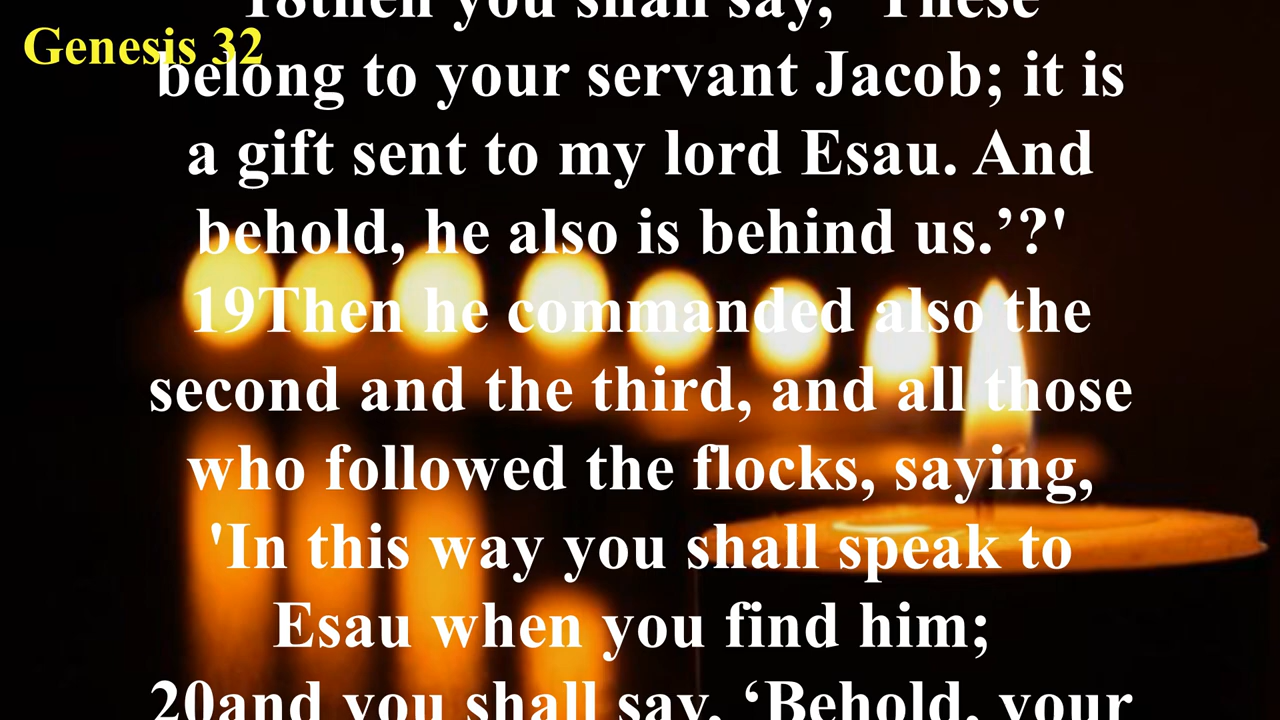 Genesis 32
18then you shall say, ‘These
belong to your servant Jacob; it is
a gift sent to my lord Esau. And
behold, he also is behind us.’?'
19Then he commanded also the
second and the third, and all those
who followed the flocks, saying,
'In this way you shall speak to
Esau when you find him;
20and you shall say, ‘Behold, your